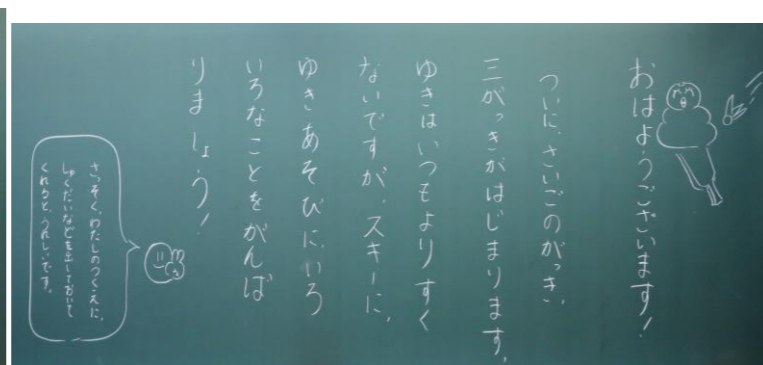 おはようございます!
ついに、さいごのがっき、
三がっきがはじまります。
ゆきはいつもよりすく
ないですが、スキーに、
ゆきあそびに、いろ
いろなことをがんば
りましょう!
さっそく、わたしのつくえに、
しゅくだいなどを出しておいて
くれると、うれしいです。